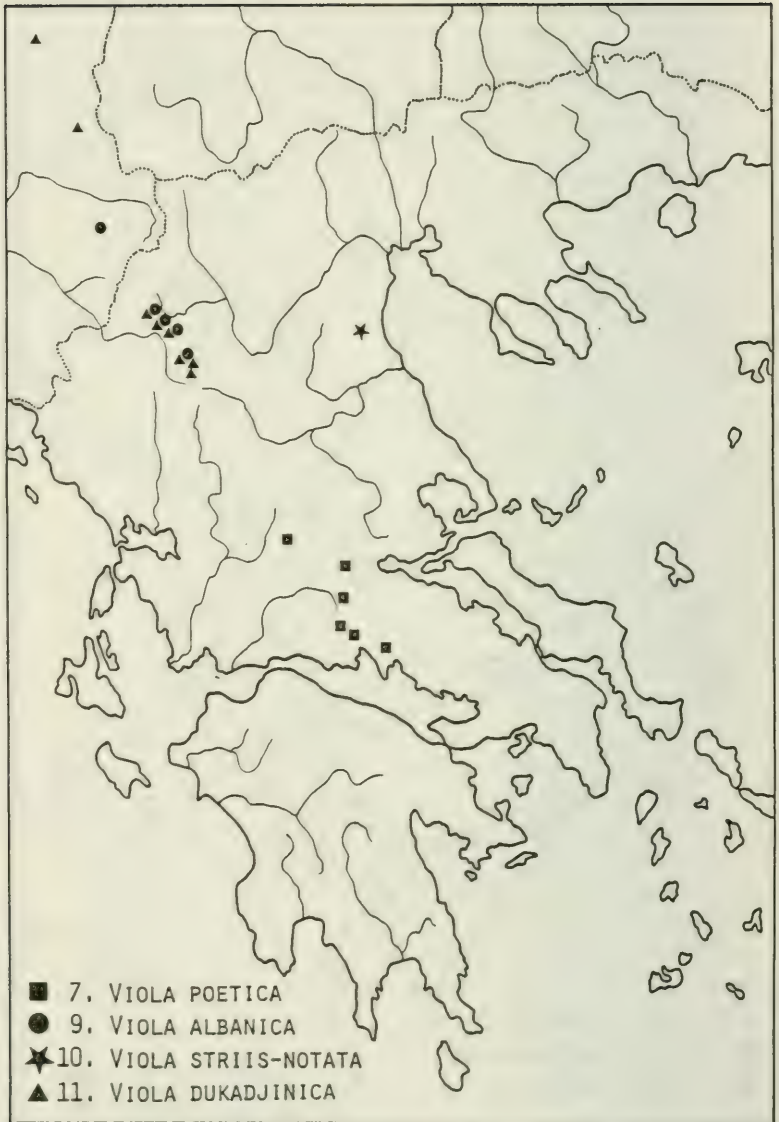 7. VIOLA POETICA
9. VIOLA ALBANICA
10. VIOLA STRIIS-NOTATA
11. VIOLA DUKADJINICA